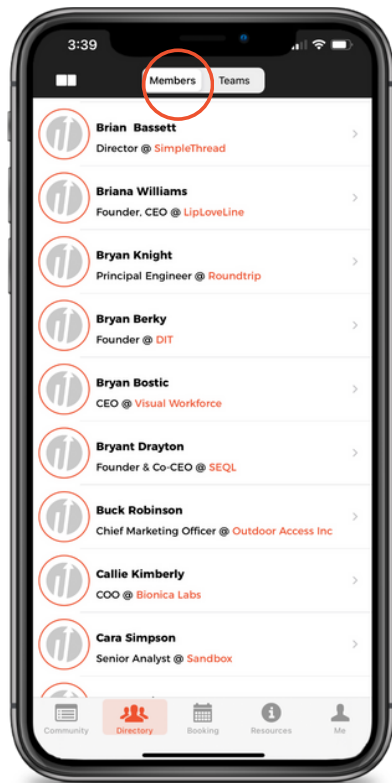 3:39
Members Teams
Brian Bassett
Director @ SimpleThread
Briana Williams
Founder, CEO @ LipLoveLine
Bryan Knight
Principal Engineer @ Roundtrip
Bryan Berky
Founder @ DIT
Bryan Bostic
CEO @ Visual Workforce
Bryant Drayton
Founder & Co-CEO @ SEQL
Buck Robinson
Chief Marketing Officer @ Outdoor Access Inc
Callie Kimberly
COO @ Bionica Labs
Cara Simpson
Senior Analyst @ Sandbox
Community Directory Booking Resources Me